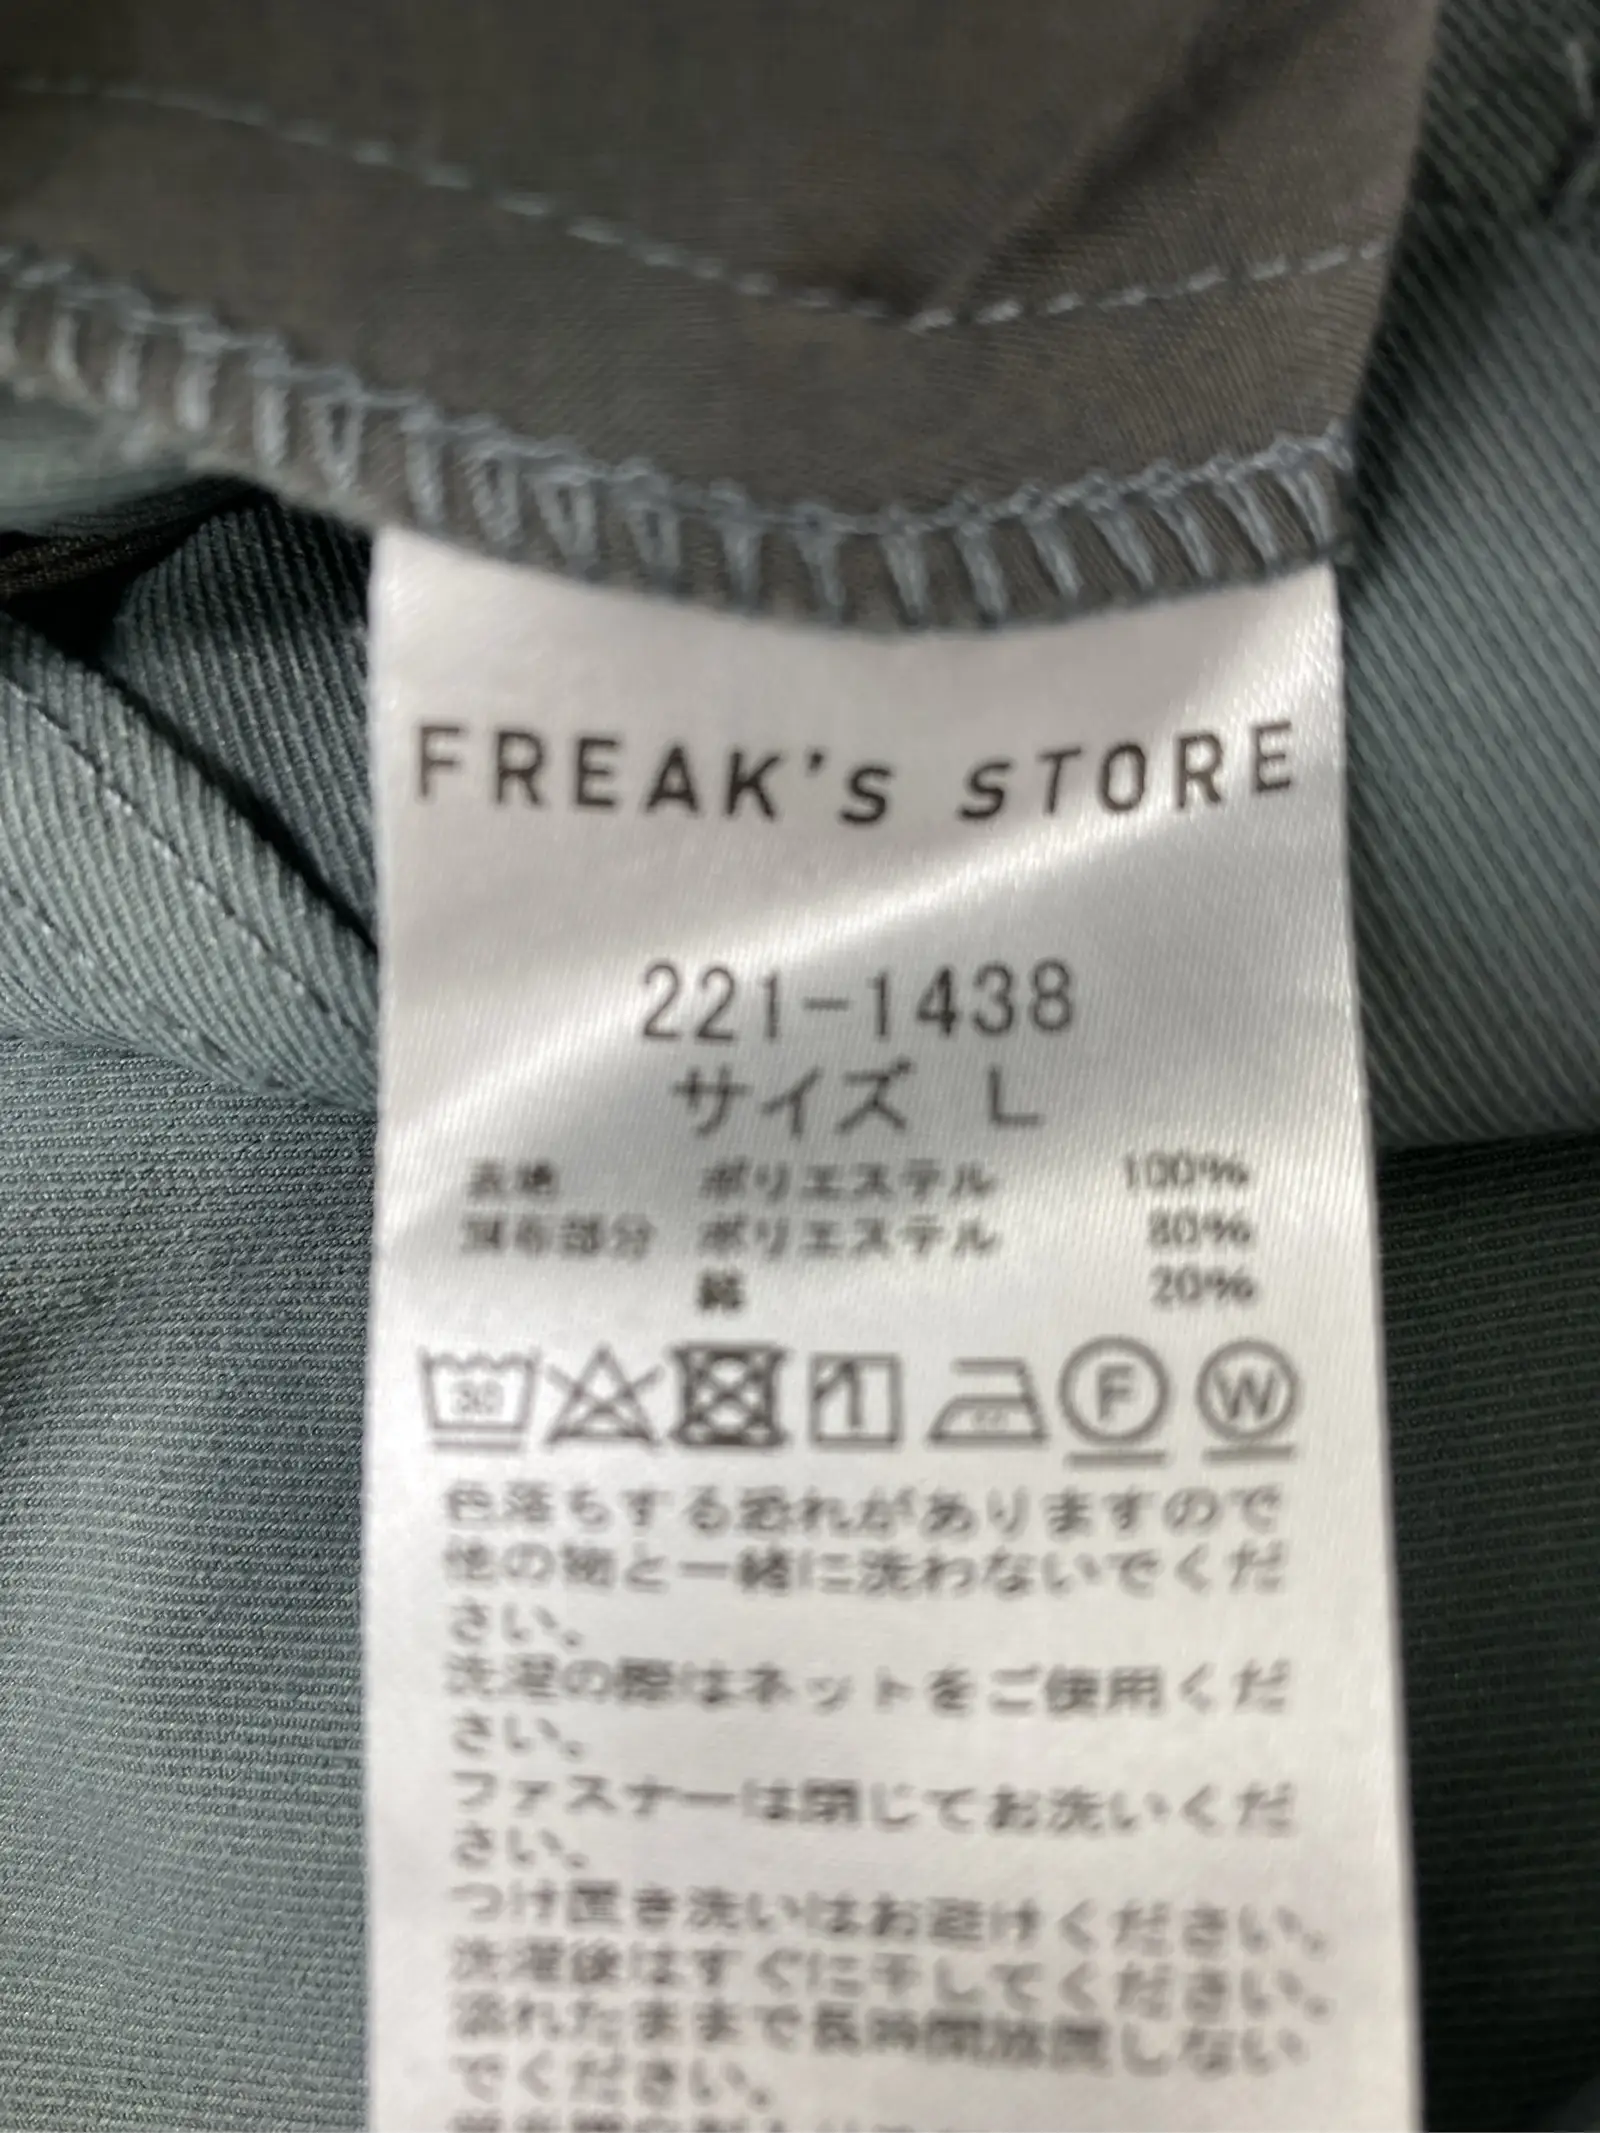 FREAK's sTORE
221-1438
サイズ L
表地 ポリエステル 100%
別布部分 ポリエステル 80%
綿 20%
30
1
F W
色落ちする恐れがありますので
他の物と一緒に洗わないでくだ
さい。
洗濯の際はネットをご使用くだ
さい。
ファスナーは閉じてお洗いくだ
さい。
つけ置き洗いはお避けください。
洗濯後はすぐに干してください。
濡れたままで長時間放置しない
でください。